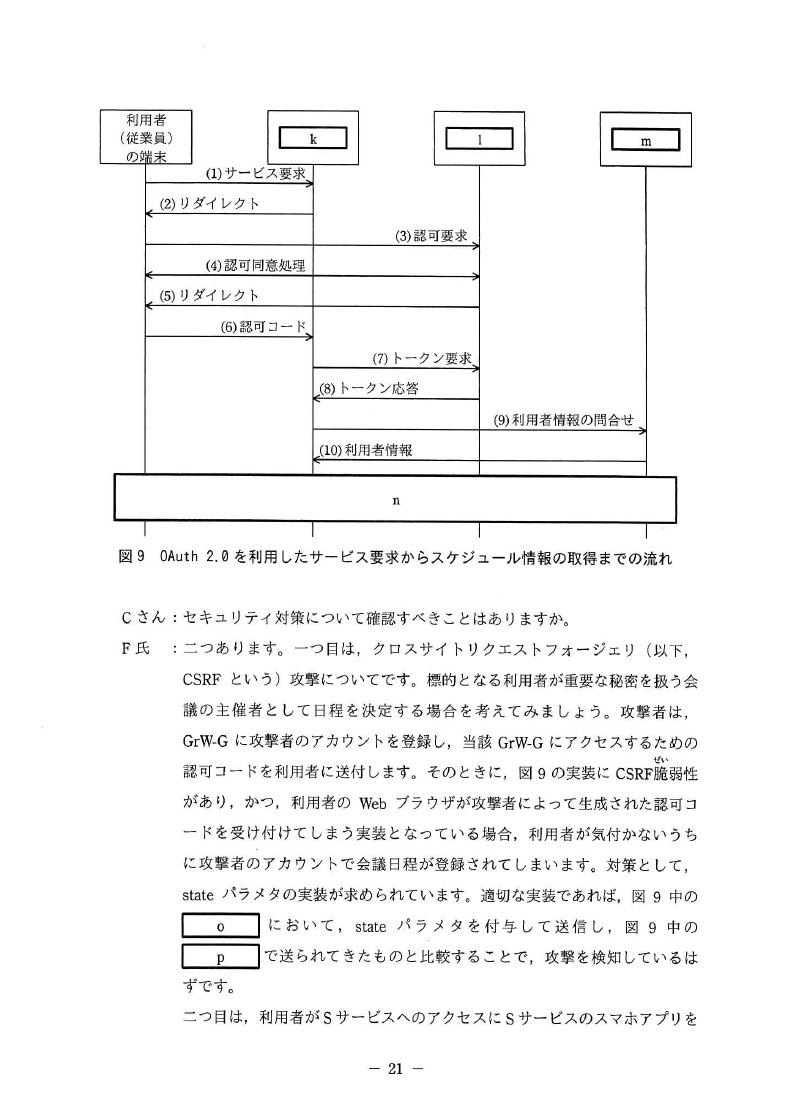 利用者
（従業員）
の端末
k
l
m
(1)サービス要求
(2)リダイレクト
(3)認可要求
(4)認可同意処理
(5)リダイレクト
(6)認可コード
(7)トークン要求
(8)トークン応答
(9)利用者情報の問合せ
(10)利用者情報
n
図9 OAuth 2.0 を利用したサービス要求からスケジュール情報の取得までの流れ
Cさん：セキュリティ対策について確認すべきことはありますか。
F氏 ：二つあります。一つ目は，クロスサイトリクエストフォージェリ（以下，
CSRF という）攻撃についてです。標的となる利用者が重要な秘密を扱う会
議の主催者として日程を決定する場合を考えてみましょう。攻撃者は，
GrW-G に攻撃者のアカウントを登録し，当該 GrW-G にアクセスするための
認可コードを利用者に送付します。そのときに，図9の実装に CSRF脆弱性
ぜい
があり，かつ，利用者の Web ブラウザが攻撃者によって生成された認可コ
ードを受け付けてしまう実装となっている場合，利用者が気付かないうち
に攻撃者のアカウントで会議日程が登録されてしまいます。対策として，
state パラメタの実装が求められています。適切な実装であれば，図 9 中の
o において，state パラメタを付与して送信し，図 9 中の
p で送られてきたものと比較することで，攻撃を検知しているは
ずです。
二つ目は，利用者がSサービスへのアクセスにSサービスのスマホアプリを
－ 21 －